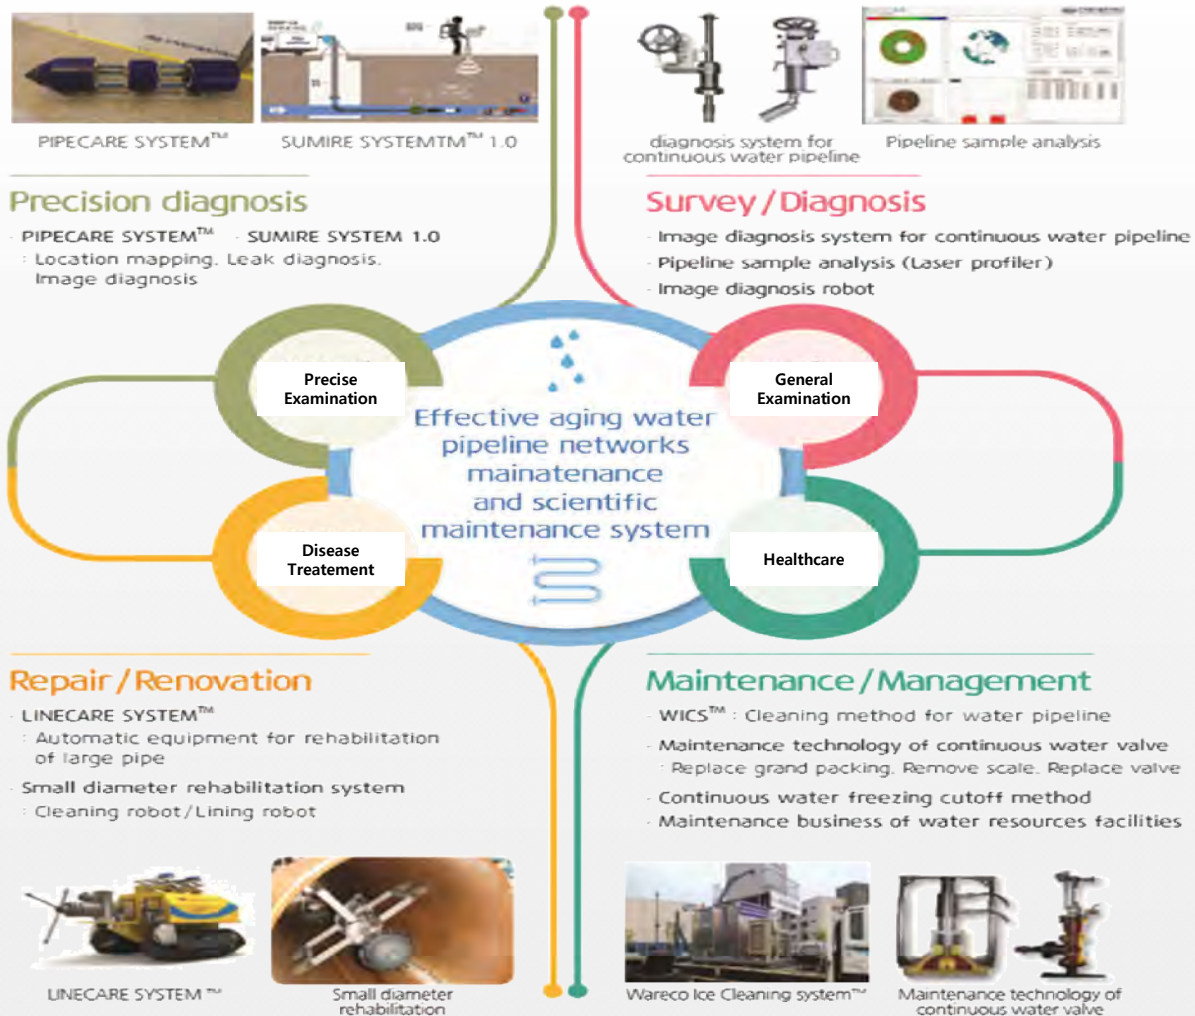 PIPECARE SYSTEM™
SUMIRE SYSTEMTM™ 1.0
diagnosis system for
continuous water pipeline
Pipeline sample analysis
Precision diagnosis
· PIPECARE SYSTEM™ · SUMIRE SYSTEM 1.0
: Location mapping, Leak diagnosis,
Image diagnosis
Survey/Diagnosis
· Image diagnosis system for continuous water pipeline
· Pipeline sample analysis (Laser profiler)
· Image diagnosis robot
Precise
Examination
General
Examination
Effective aging water
pipeline networks
mainatenance
and scientific
maintenance system
Disease
Treatement
Healthcare
Repair/Renovation
· LINECARE SYSTEM™
: Automatic equipment for rehabilitation
of large pipe
· Small diameter rehabilitation system
: Cleaning robot/Lining robot
Maintenance/Management
· WICS™ : Cleaning method for water pipeline
· Maintenance technology of continuous water valve
: Replace grand packing, Remove scale, Replace valve
· Continuous water freezing cutoff method
· Maintenance business of water resources facilities
LINECARE SYSTEM ™
Small diameter
rehabilitation
Wareco Ice Cleaning system™
Maintenance technology of
continuous water valve